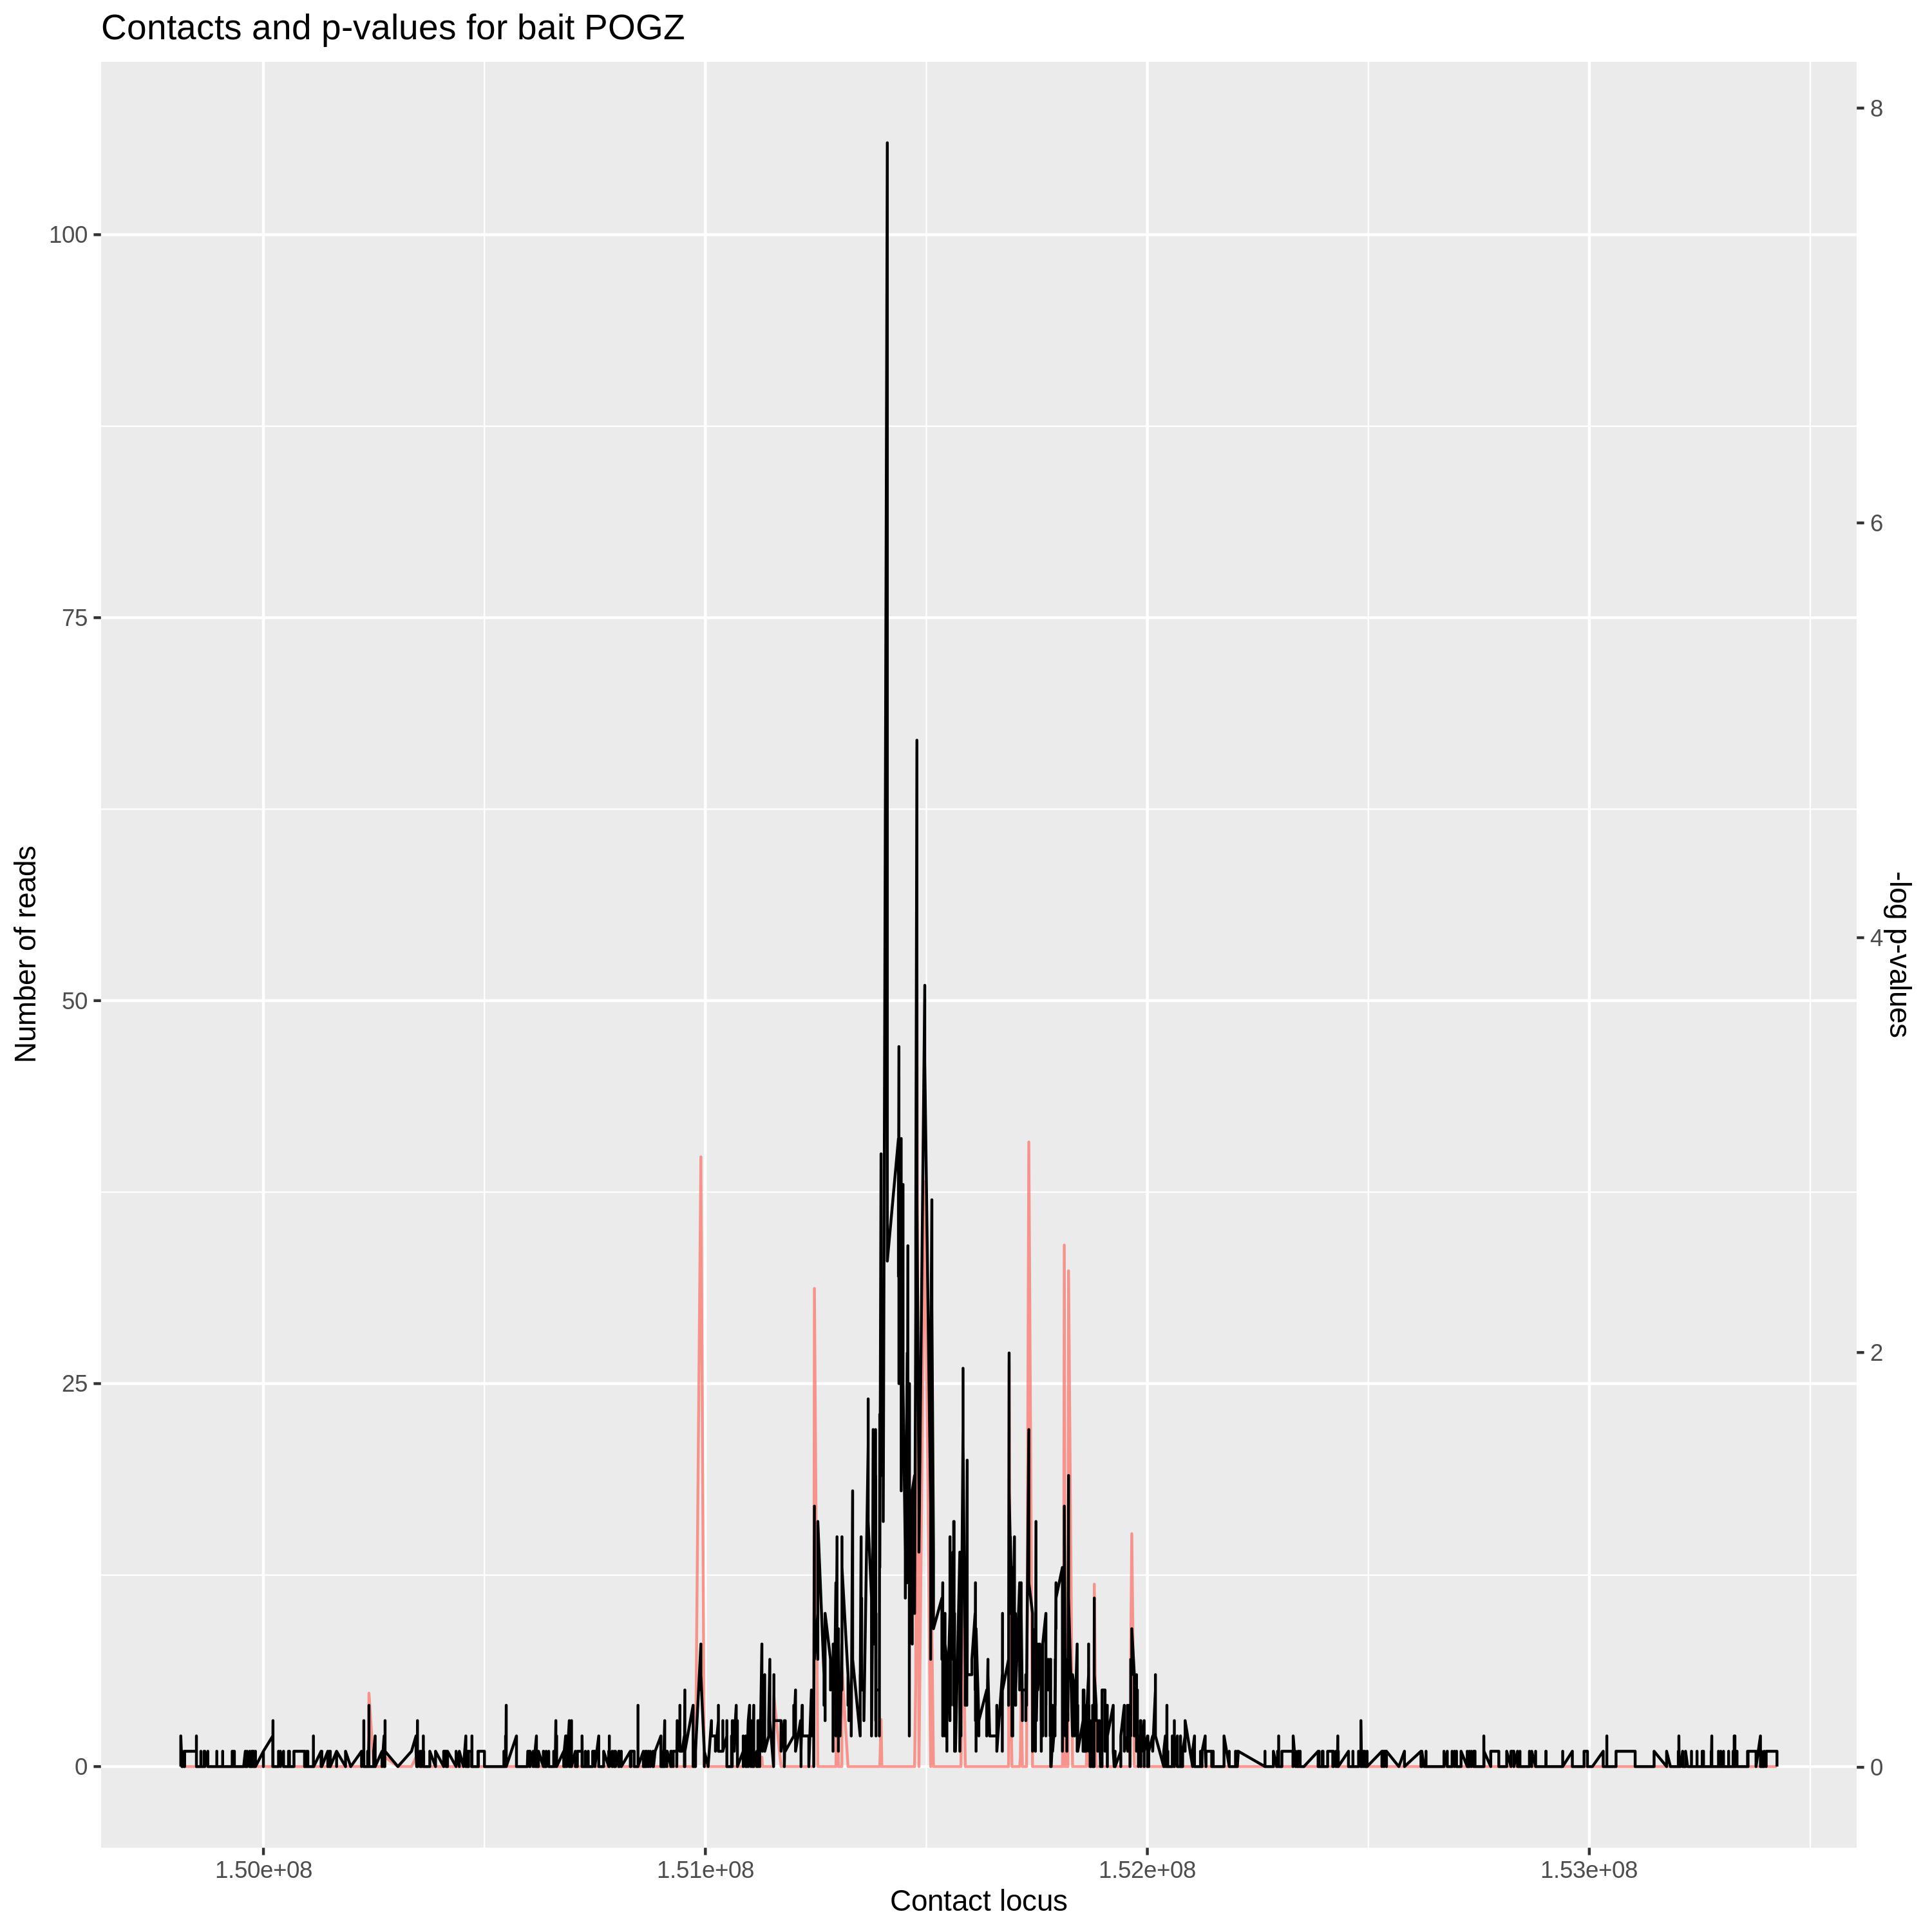 Contacts and p-values for bait POGZ
Number of reads
100
75
50
25
0
8
6
4
2
0
-log p-values
1.50e+08
1.51e+08
1.52e+08
1.53e+08
Contact locus